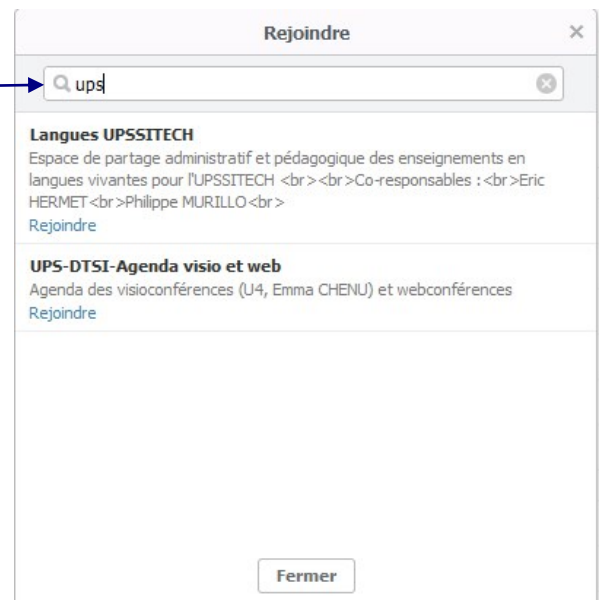 Rejoindre
ups
Langues UPSSITECH
Espace de partage administratif et pédagogique des enseignements en
langues vivantes pour l'UPSSITECH <br><br>Co-responsables :<br>Eric
HERMET<br>Philippe MURILLO<br>
Rejoindre
UPS-DTSI-Agenda visio et web
Agenda des visioconférences (U4, Emma CHENU) et webconférences
Rejoindre
Fermer